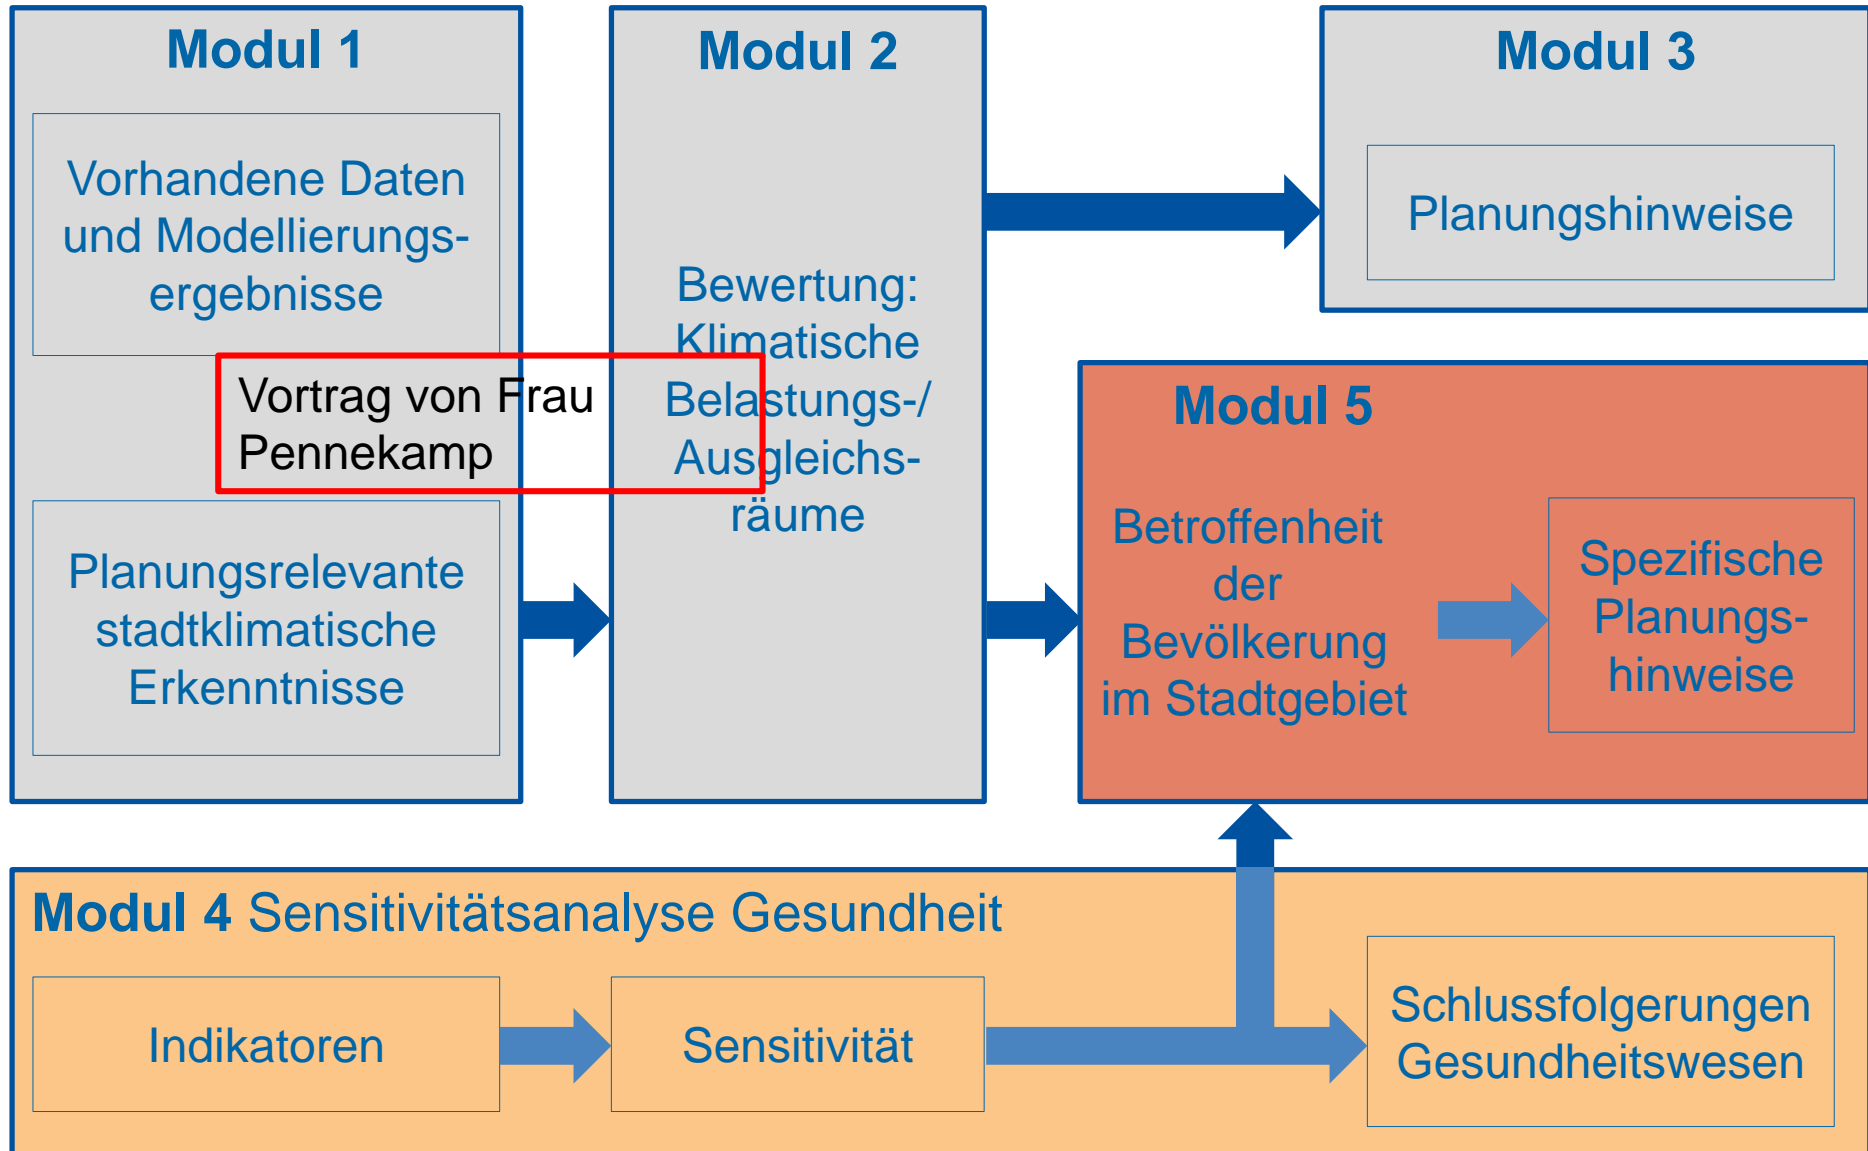 Modul 1
Vorhandene Daten
und Modellierungs-
ergebnisse
Vortrag von Frau
Pennekamp
Planungsrelevante
stadtklimatische
Erkenntnisse
Modul 2
Bewertung:
Klimatische
Belastungs-/
Ausgleichs-
räume
Modul 3
Planungshinweise
Modul 5
Betroffenheit
der
Bevölkerung
im Stadtgebiet
Spezifische
Planungs-
hinweise
Modul 4 Sensitivitätsanalyse Gesundheit
Indikatoren
Sensitivität
Schlussfolgerungen
Gesundheitswesen